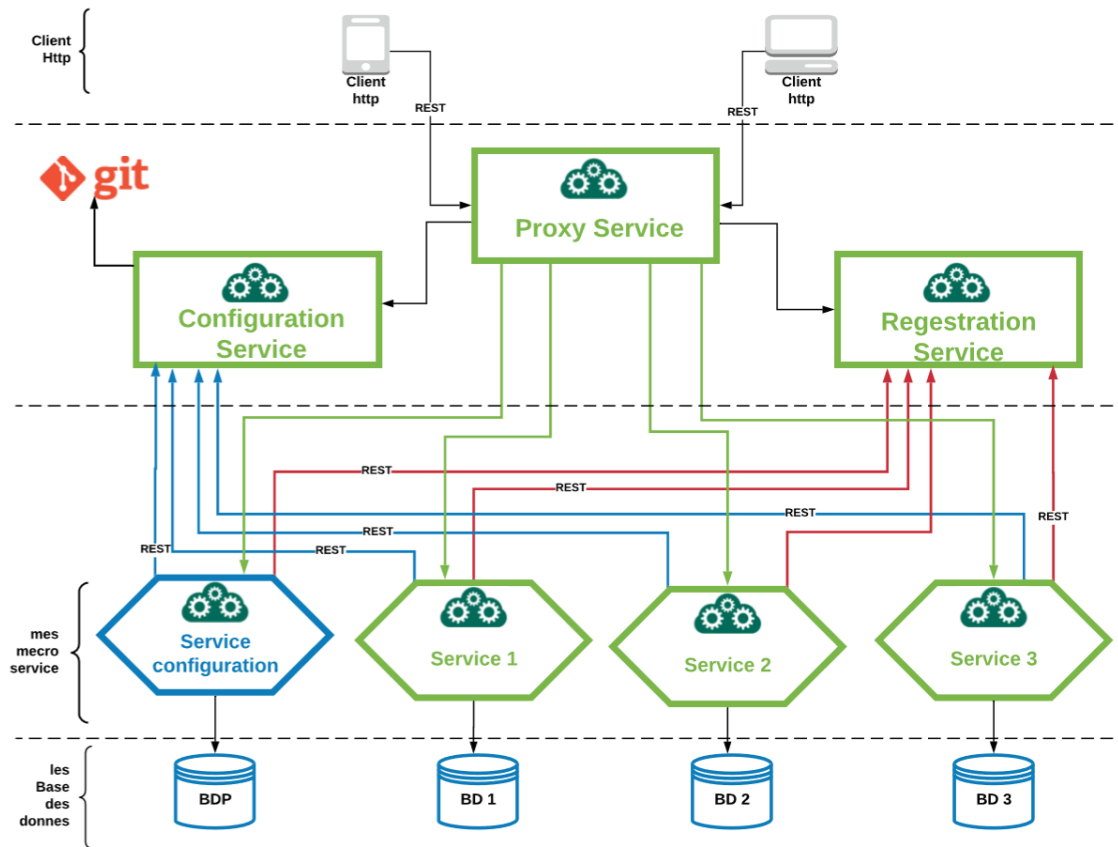 Client
Http
Client
http
Client
http
REST
REST
git
Proxy Service
Configuration
Service
Regestration
Service
REST
REST
REST
REST
REST
REST
REST
mes
mecro
service
Service
configuration
Service 1
Service 2
Service 3
les
Base
des
donnes
BDP
BD 1
BD 2
BD 3